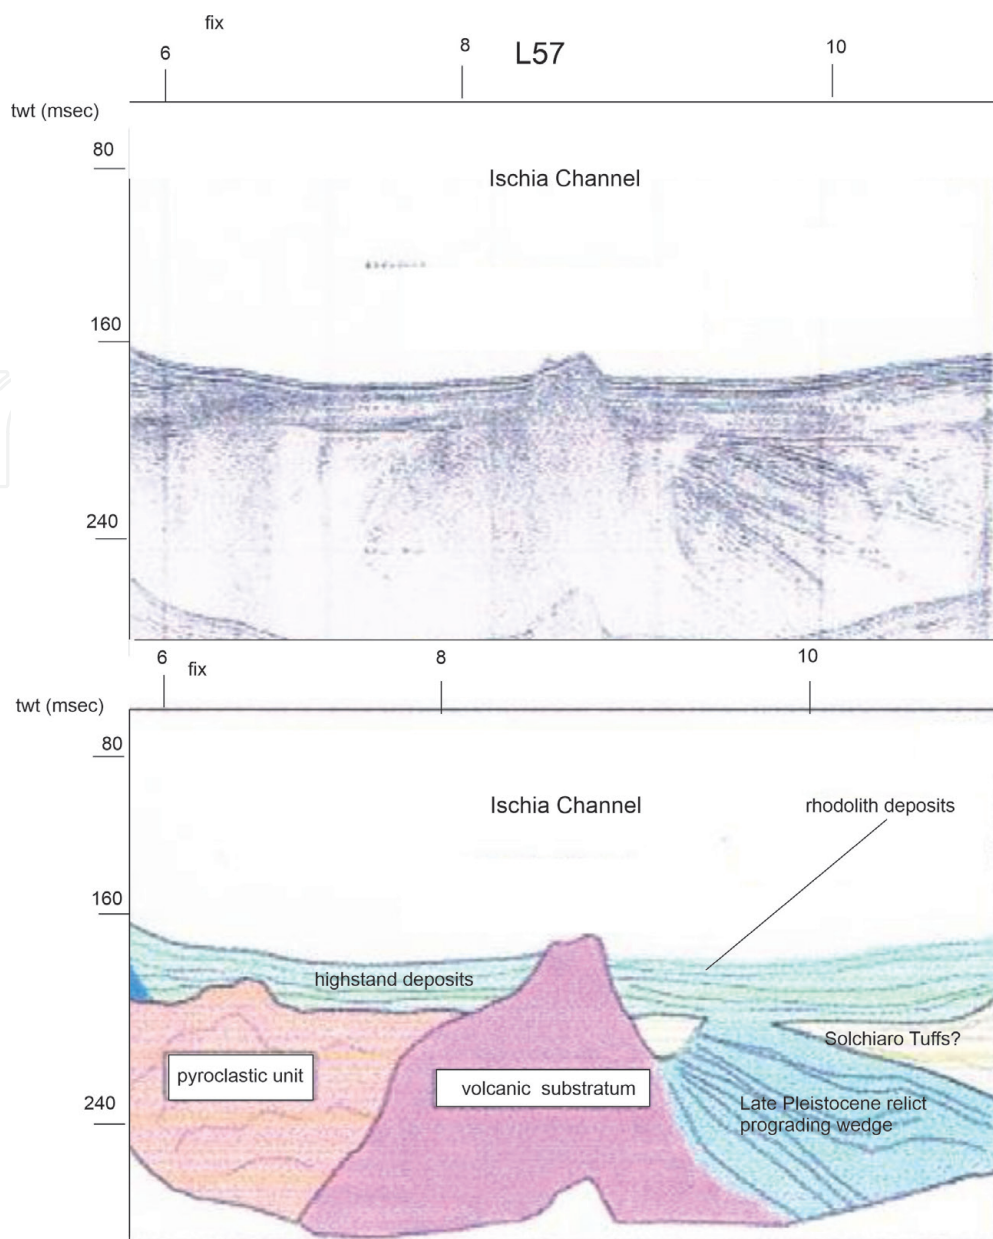 fix
6
8
L57
10
twt (msec)
80
Ischia Channel
160
240
6
fix
8
10
twt (msec)
80
Ischia Channel
rhodolith deposits
160
highstand deposits
Solchiaro Tuffs?
pyroclastic unit
volcanic substratum
240
Late Pleistocene relict
prograding wedge